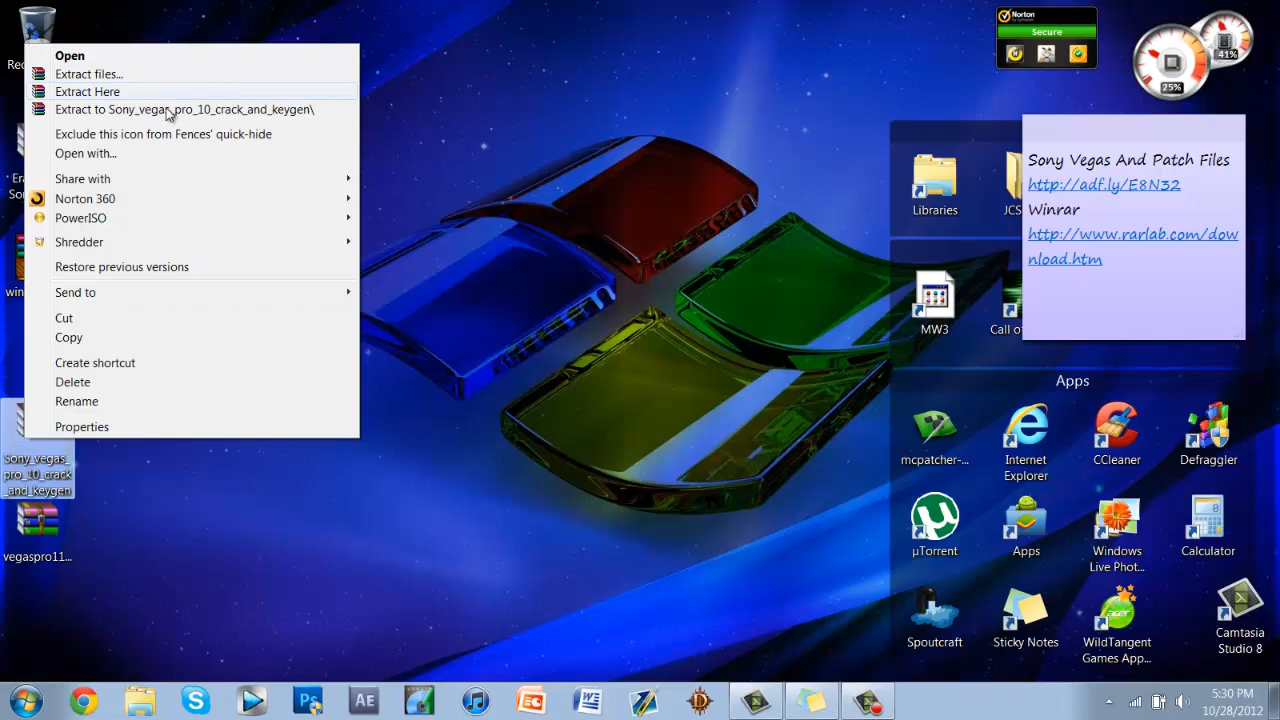 Open
Extract files...
Extract Here
Extract to Sony_vegas_pro_10_crack_and_keygen\
Exclude this icon from Fences' quick-hide
Open with...
Share with
Norton 360
PowerISO
Shredder
Restore previous versions
Send to
Cut
Copy
Create shortcut
Delete
Rename
Properties
Sony_vegas_
pro_10_crack
_and_keygen
vegaspro11...
Norton
by Symantec
Secure
25%
41%
Sony Vegas And Patch Files
http://adf.ly/E8N32
Winrar
http://www.rarlab.com/dow
nload.htm
Libraries
JCS
MW3
Call o
Apps
mcpatcher-...
Internet
Explorer
CCleaner
Defraggler
µTorrent
Apps
Windows
Live Phot...
Calculator
Spoutcraft
Sticky Notes
WildTangent
Games App...
Camtasia
Studio 8
Ps
AE
5:30 PM
10/28/2012